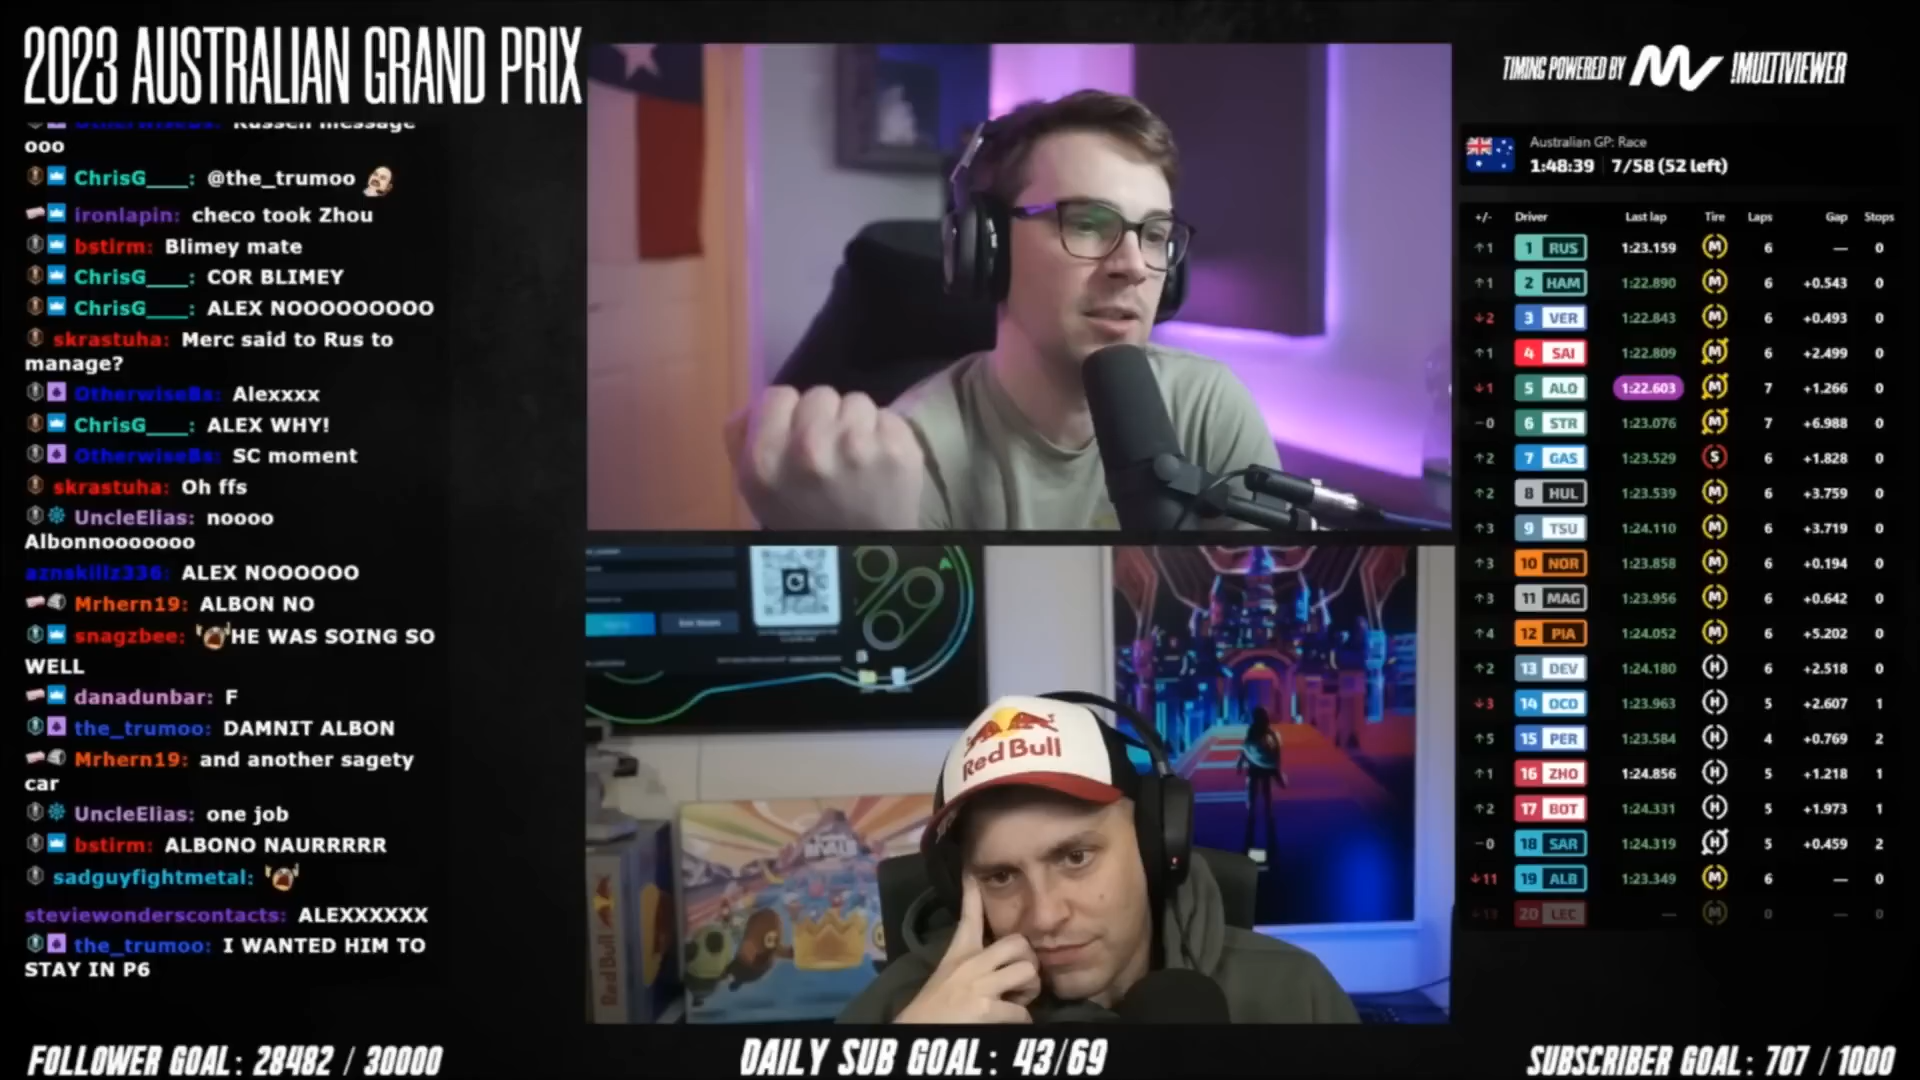 2023 AUSTRALIAN GRAND PRIX
OtherwiseBs: Russell message
ooo
ChrisG___: @the_trumoo
ironlapin: checo took Zhou
bstirm: Blimey mate
ChrisG___: COR BLIMEY
ChrisG___: ALEX NOOOOOOOOO
skrastuha: Merc said to Rus to
manage?
OtherwiseBs: Alexxxx
ChrisG___: ALEX WHY!
OtherwiseBs: SC moment
skrastuha: Oh ffs
UncleElias: noooo
Albonnooooooo
aznskillz336: ALEX NOOOOOO
Mrhern19: ALBON NO
snagzbee: HE WAS SOING SO
WELL
danadunbar: F
the_trumoo: DAMNIT ALBON
Mrhern19: and another sagety
car
UncleElias: one job
bstirm: ALBONO NAURRRRR
sadguyfightmetal:
steviewonderscontacts: ALEXXXXXX
the_trumoo: I WANTED HIM TO
STAY IN P6
Red Bull
Red Bull
TIMING POWERED BY MV !MULTIVIEWER
Australian GP: Race
1:48:39 7/58 (52 left)
+/- Driver Last lap Tire Laps Gap Stops
↑1 1 RUS 1:23.159 M 6 — 0
↑1 2 HAM 1:22.890 M 6 +0.543 0
↓2 3 VER 1:22.843 M 6 +0.493 0
↑1 4 SAI 1:22.809 M 6 +2.499 0
↓1 5 ALO 1:22.603 M 7 +1.266 0
–0 6 STR 1:23.076 M 7 +6.988 0
↑2 7 GAS 1:23.529 S 6 +1.828 0
↑2 8 HUL 1:23.539 M 6 +3.759 0
↑3 9 TSU 1:24.110 M 6 +3.719 0
↑3 10 NOR 1:23.858 M 6 +0.194 0
↑3 11 MAG 1:23.956 M 6 +0.642 0
↑4 12 PIA 1:24.052 M 6 +5.202 0
↑2 13 DEV 1:24.180 H 6 +2.518 0
↓3 14 OCO 1:23.963 H 5 +2.607 1
↑5 15 PER 1:23.584 H 4 +0.769 2
↑1 16 ZHO 1:24.856 H 5 +1.218 1
↑2 17 BOT 1:24.331 H 5 +1.973 1
–0 18 SAR 1:24.319 H 5 +0.459 2
↓11 19 ALB 1:23.349 M 6 — 0
↓13 20 LEC — M 0 — 0
FOLLOWER GOAL: 28482 / 30000
DAILY SUB GOAL: 43/69
SUBSCRIBER GOAL: 707 / 1000